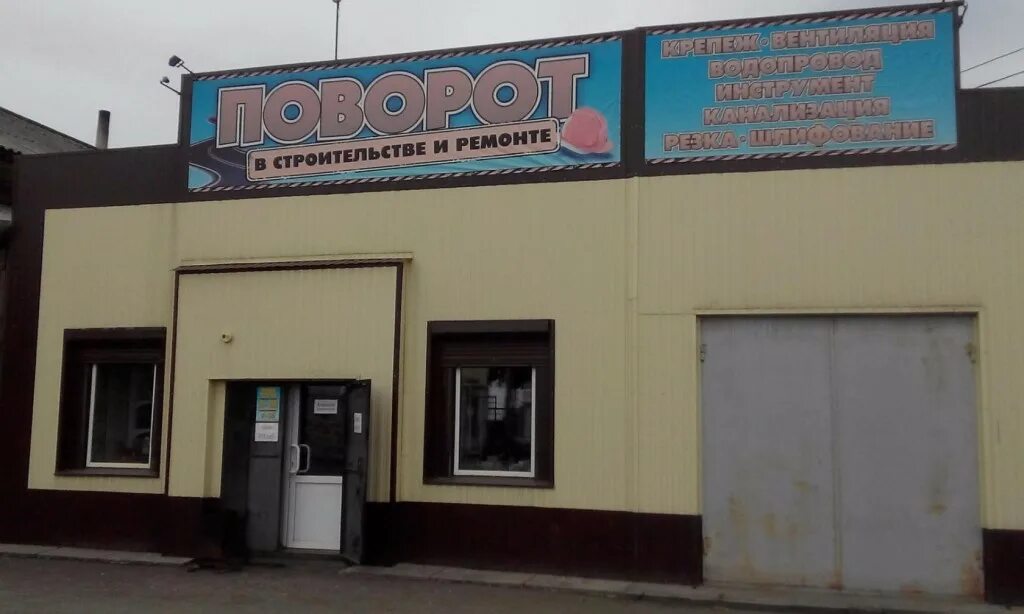 ПОВОРОТ
В СТРОИТЕЛЬСТВЕ И РЕМОНТЕ
КРЕПЕЖ • ВЕНТИЛЯЦИЯ
ВОДОПРОВОД
ИНСТРУМЕНТ
КАНАЛИЗАЦИЯ
РЕЗКА • ШЛИФОВАНИЕ